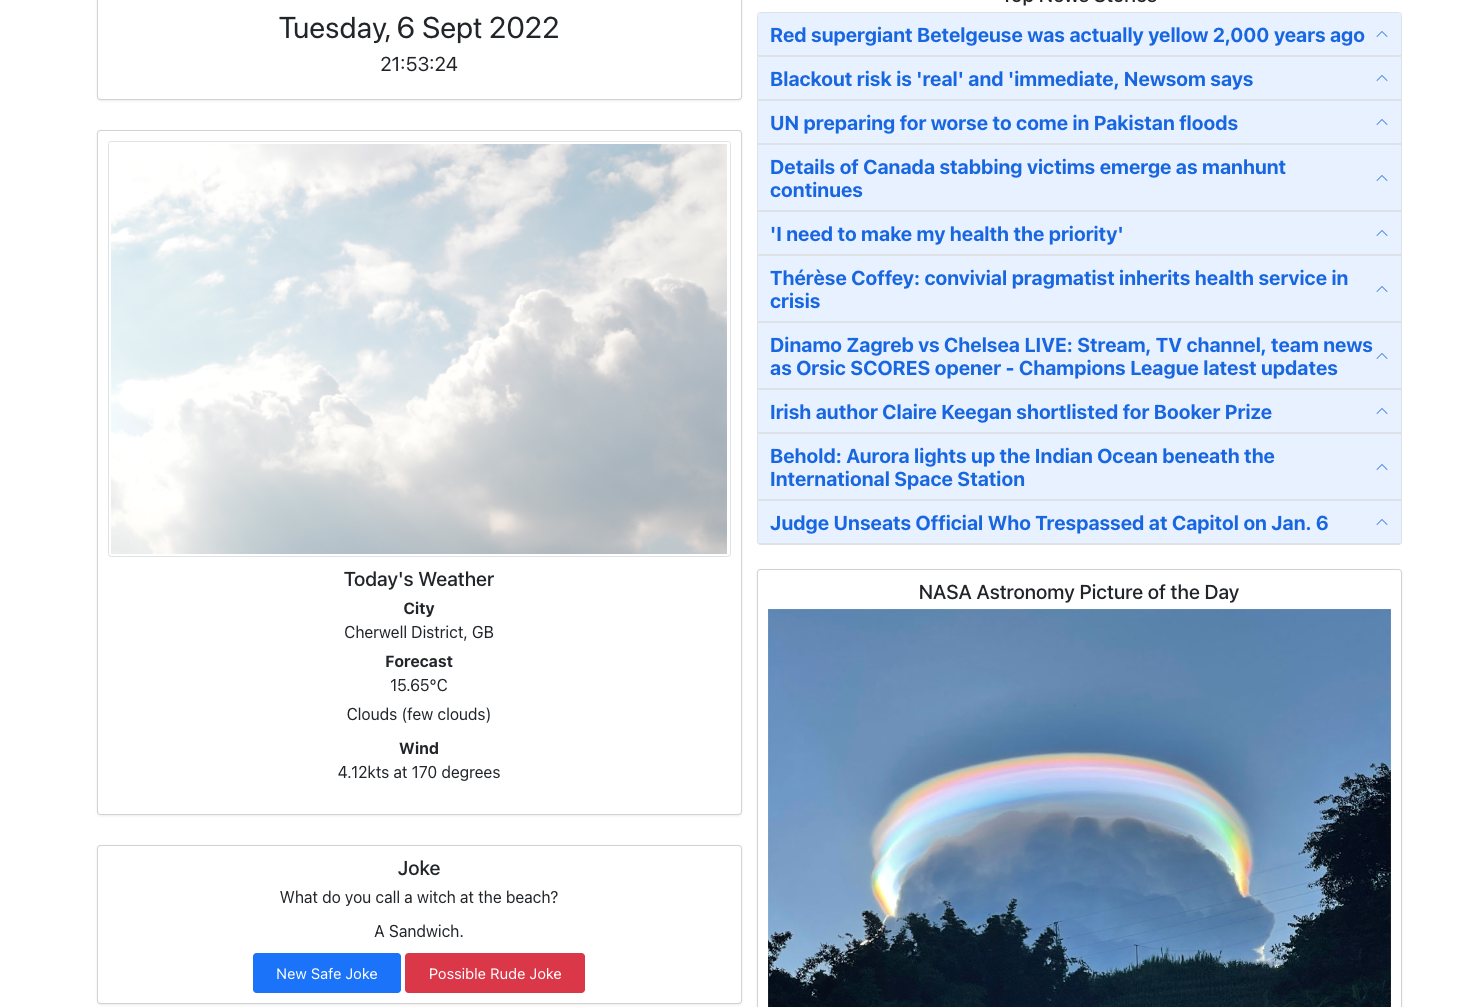 Tuesday, 6 Sept 2022
21:53:24
Today's Weather
City
Cherwell District, GB
Forecast
15.65°C
Clouds (few clouds)
Wind
4.12kts at 170 degrees
Joke
What do you call a witch at the beach?
A Sandwich.
New Safe Joke
Possible Rude Joke
Top News Stories
Red supergiant Betelgeuse was actually yellow 2,000 years ago
Blackout risk is 'real' and 'immediate, Newsom says
UN preparing for worse to come in Pakistan floods
Details of Canada stabbing victims emerge as manhunt
continues
'I need to make my health the priority'
Thérèse Coffey: convivial pragmatist inherits health service in
crisis
Dinamo Zagreb vs Chelsea LIVE: Stream, TV channel, team news
as Orsic SCORES opener - Champions League latest updates
Irish author Claire Keegan shortlisted for Booker Prize
Behold: Aurora lights up the Indian Ocean beneath the
International Space Station
Judge Unseats Official Who Trespassed at Capitol on Jan. 6
NASA Astronomy Picture of the Day